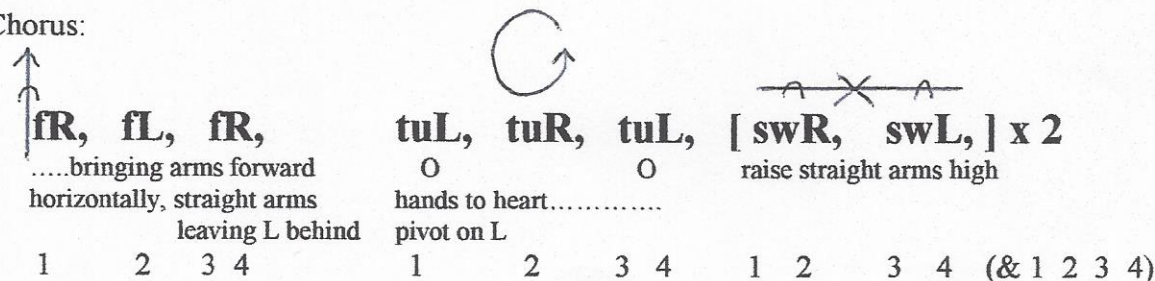 Chorus:
fR, fL, fR, tuL, tuR, tuL, [ swR, swL, ] x 2
.....bringing arms forward O O raise straight arms high
horizontally, straight arms hands to heart.............
leaving L behind pivot on L
1 2 3 4 1 2 3 4 1 2 3 4 (& 1 2 3 4)